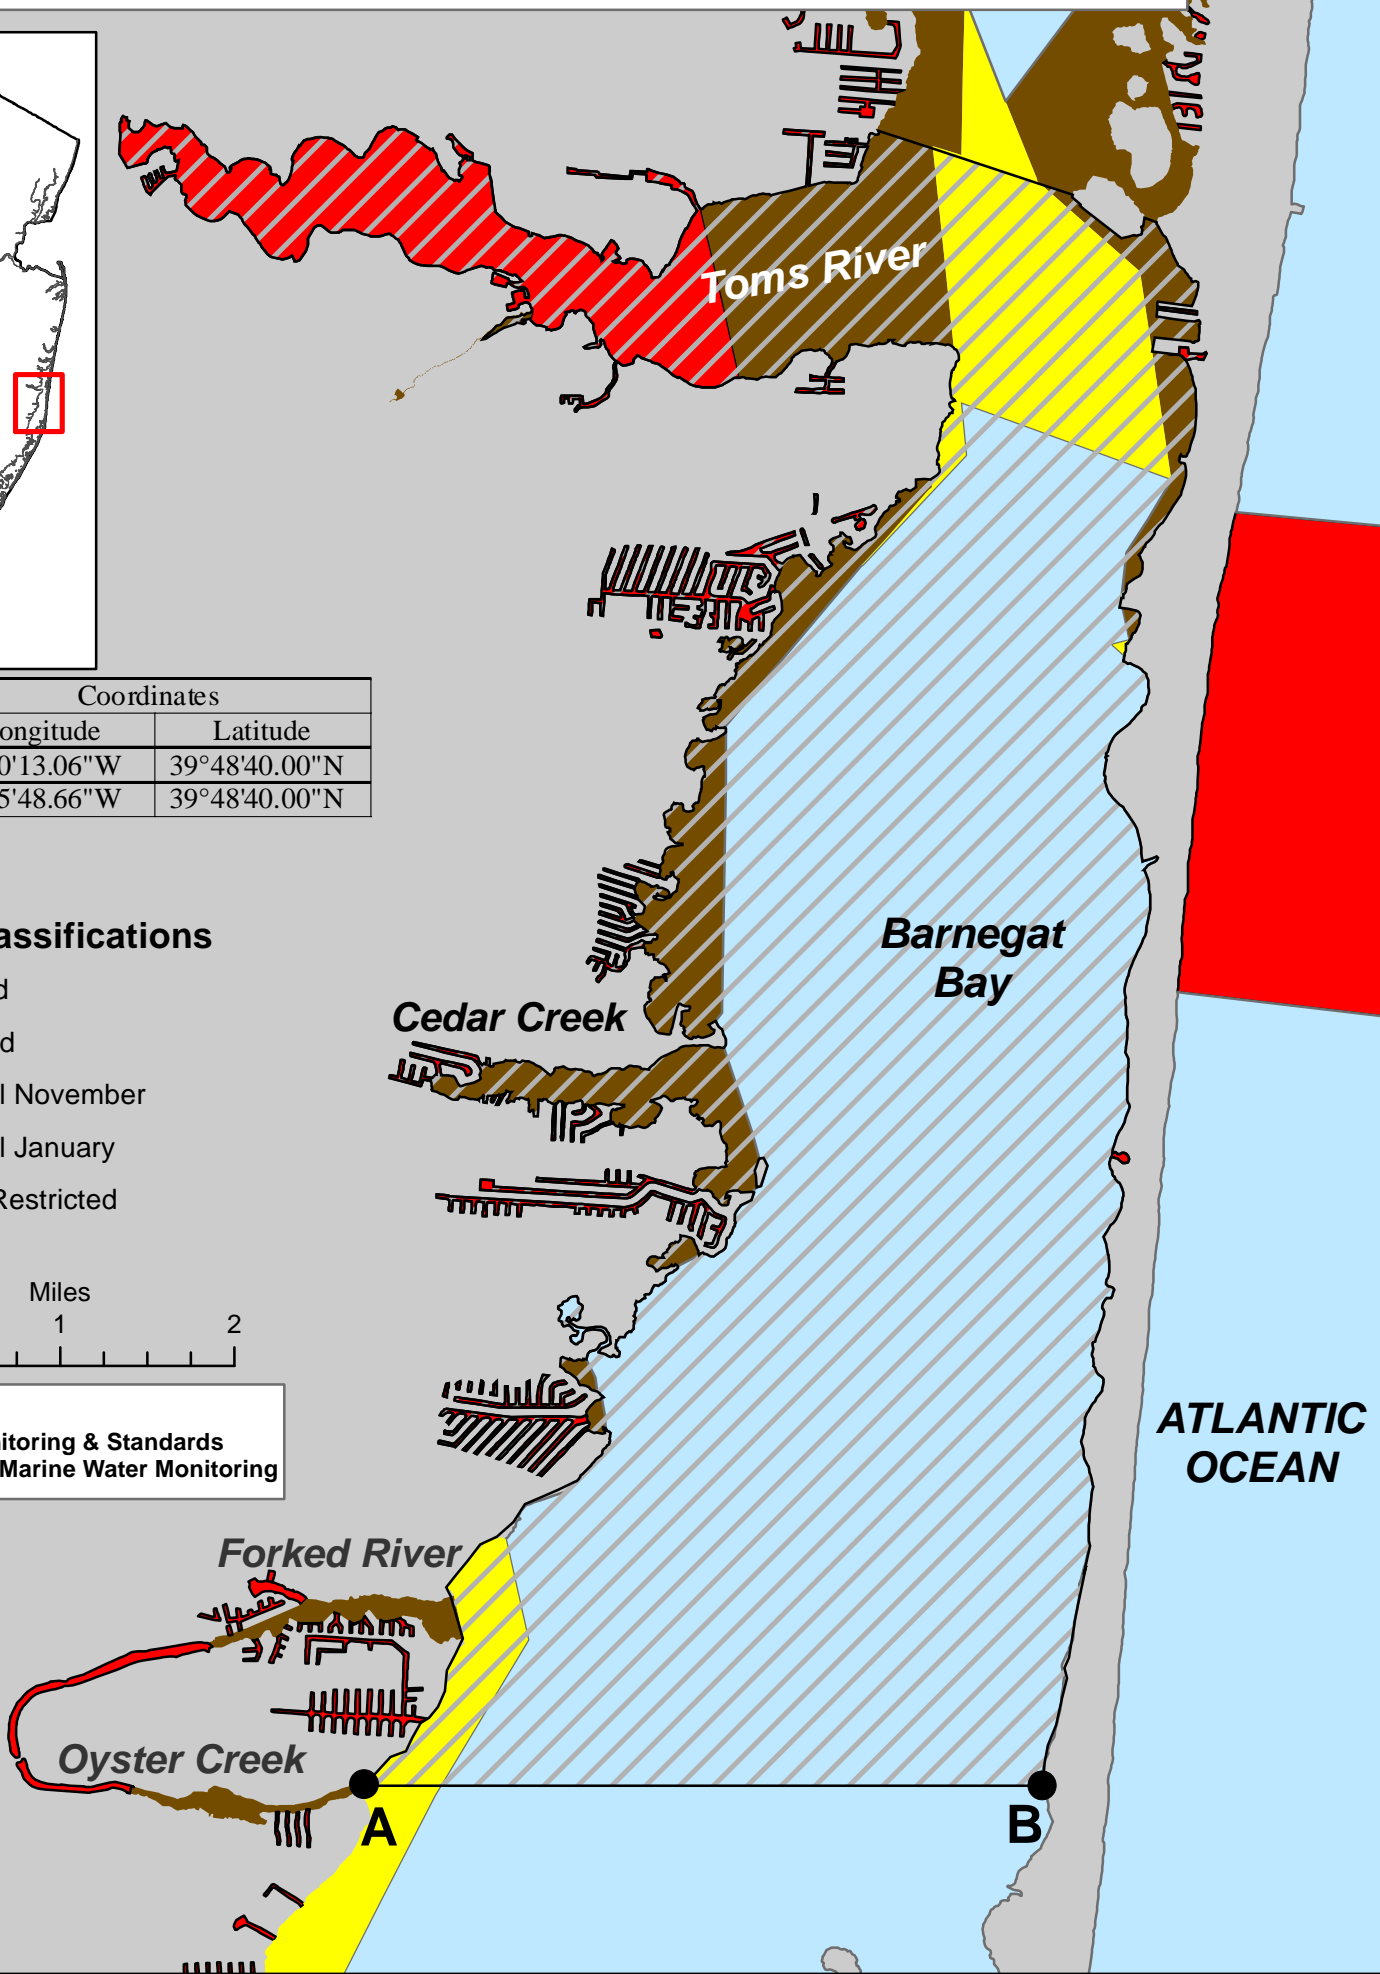 Toms River
Coordinates
ongitude Latitude
0'13.06"W 39°48'40.00"N
5'48.66"W 39°48'40.00"N
assifications
d
d
l November
l January
Restricted
Miles
1 2
itoring & Standards
Marine Water Monitoring
Barnegat
Bay
Cedar Creek
ATLANTIC
OCEAN
Forked River
Oyster Creek
A
B